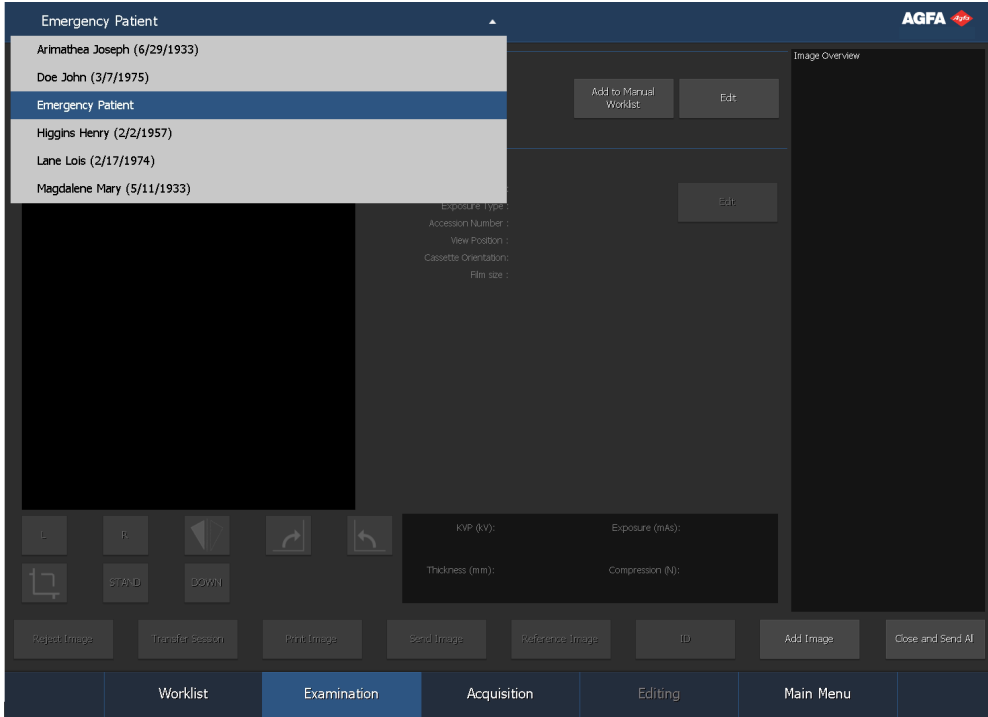 Emergency Patient
AGFA
Agfa
Arimathea Joseph (6/29/1933)
Doe John (3/7/1975)
Emergency Patient
Higgins Henry (2/2/1957)
Lane Lois (2/17/1974)
Magdalene Mary (5/11/1933)
Image Overview
Add to Manual
Worklist
Edit
Exposure Type :
Edit
Accession Number :
View Position :
Cassette Orientation:
Film size :
L
R
KVP (kV):
Exposure (mAs):
STAND
DOWN
Thickness (mm):
Compression (N):
Reject Image
Transfer Session
Print Image
Send Image
Reference Image
ID
Add Image
Close and Send All
Worklist
Examination
Acquisition
Editing
Main Menu